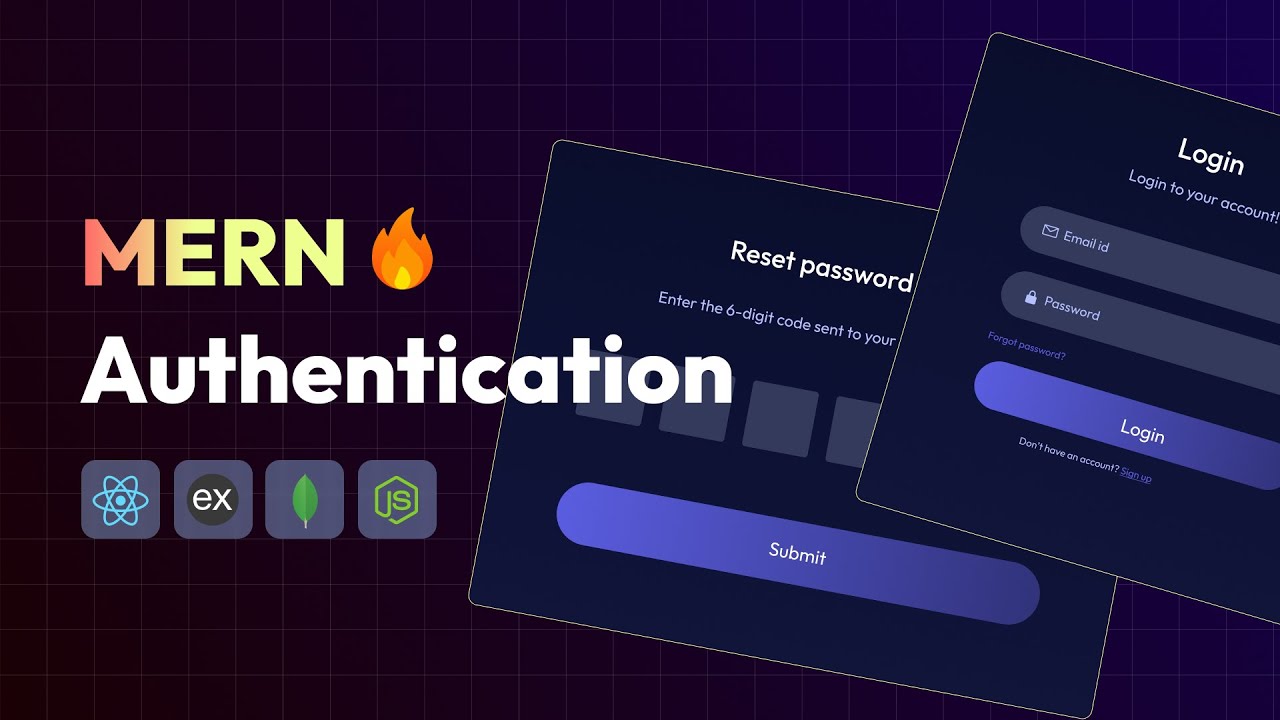 MERN
Authentication
ex
JS
Reset password
Enter the 6-digit code sent to your
Submit
Login
Login to your account!
Email id
Password
Forgot password?
Login
Don't have an account? Sign up